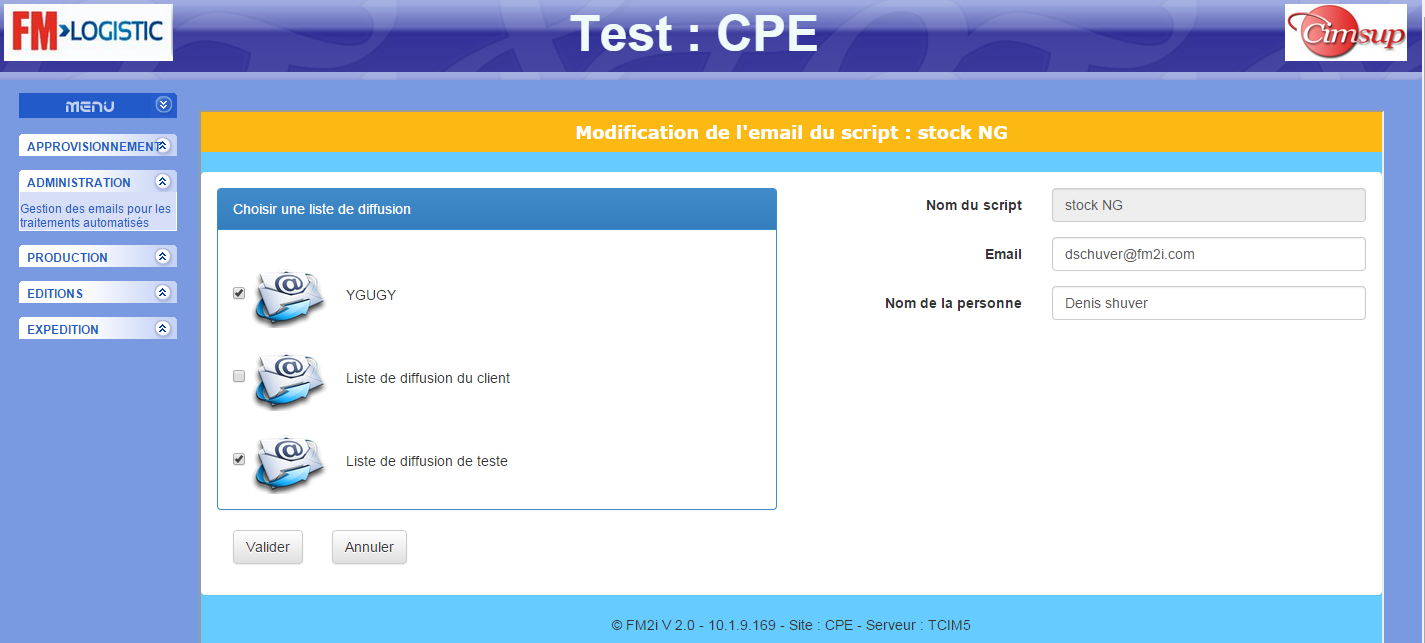 FM>LOGISTIC
Test : CPE
Cimsup
MENU
APPROVISIONNEMENT
ADMINISTRATION
Gestion des emails pour les
traitements automatisés
PRODUCTION
EDITIONS
EXPEDITION
Modification de l'email du script : stock NG
Choisir une liste de diffusion
YGUGY
Liste de diffusion du client
Liste de diffusion de teste
Valider
Annuler
Nom du script
stock NG
Email
dschuver@fm2i.com
Nom de la personne
Denis shuver
© FM2i V 2.0 - 10.1.9.169 - Site : CPE - Serveur : TCIM5